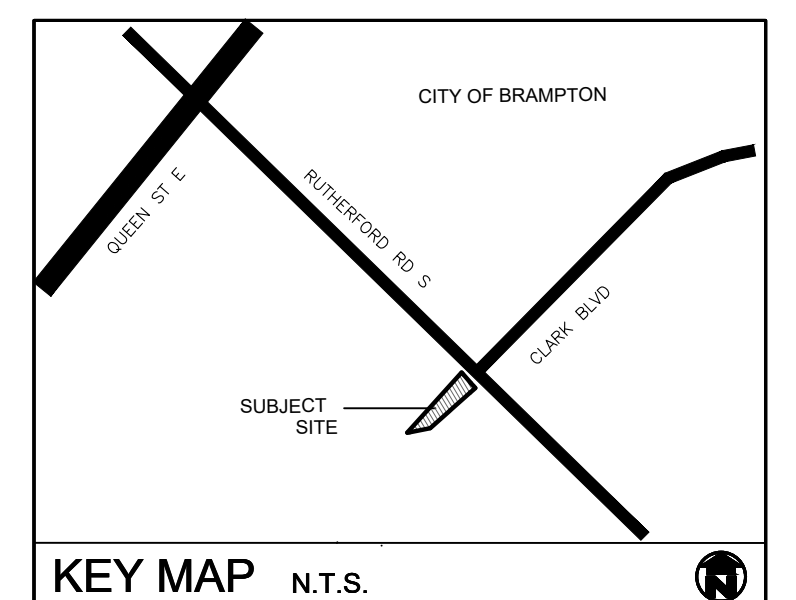 CITY OF BRAMPTON
QUEEN ST E
RUTHERFORD RD S
CLARK BLVD
SUBJECT
SITE
KEY MAP N.T.S.
N